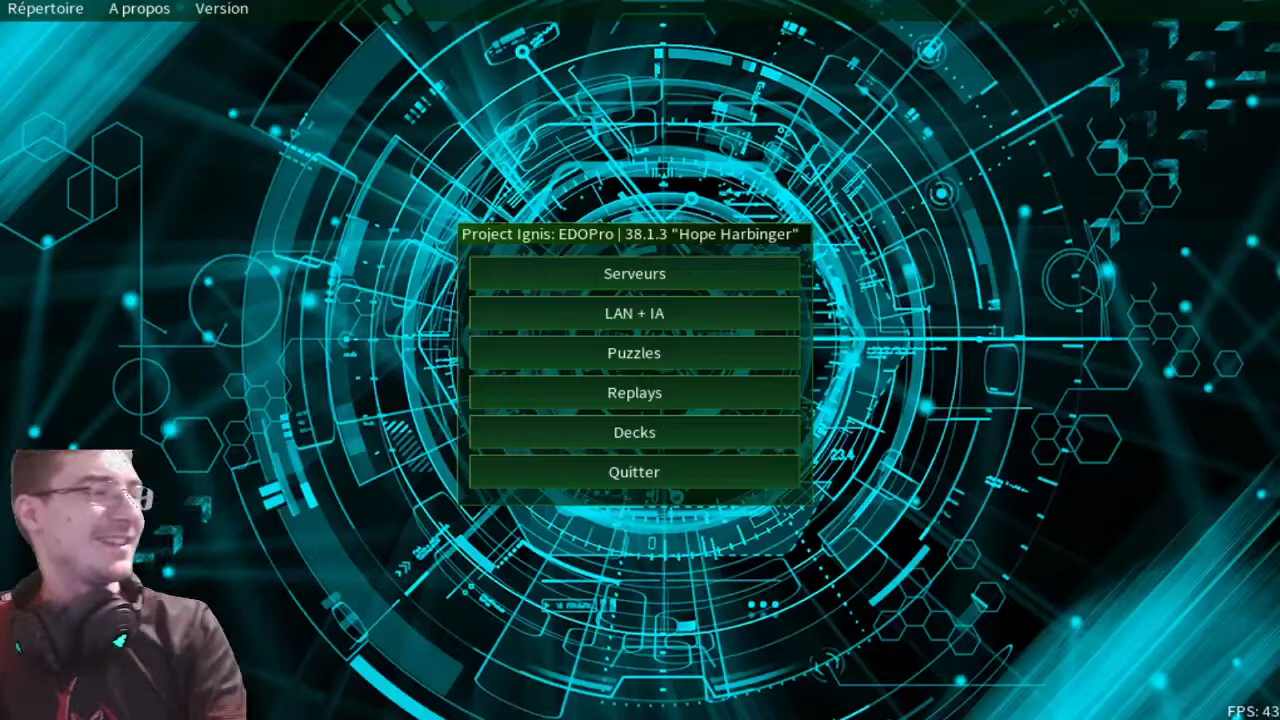 Répertoire A propos Version
Project Ignis: EDOPro | 38.1.3 "Hope Harbinger"
Serveurs
LAN + IA
Puzzles
Replays
Decks
Quitter
234
FPS: 43